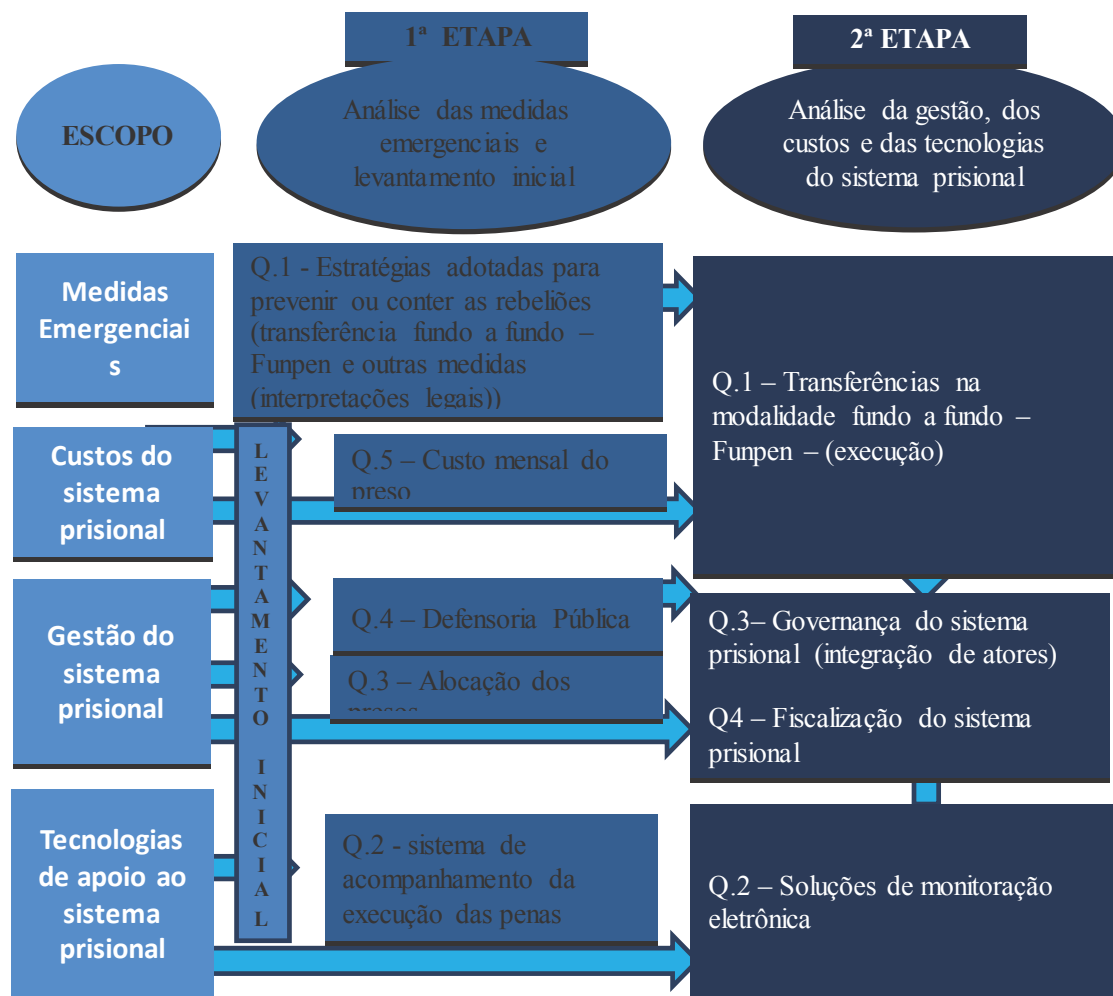 ESCOPO
1ª ETAPA
Análise das medidas
emergenciais e
levantamento inicial
2ª ETAPA
Análise da gestão, dos
custos e das tecnologias
do sistema prisional
Medidas
Emergenciai
s
Q.1 - Estratégias adotadas para
prevenir ou conter as rebeliões
(transferência fundo a fundo –
Funpen e outras medidas
(interpretações legais))
Q.1 – Transferências na
modalidade fundo a fundo –
Funpen – (execução)
Custos do
sistema
prisional
LEVANTAMENTO INICIAL
Q.5 – Custo mensal do
preso
Gestão do
sistema
prisional
Q.4 – Defensoria Pública
Q.3 – Alocação dos
presos
Q.3– Governança do sistema
prisional (integração de atores)
Q4 – Fiscalização do sistema
prisional
Tecnologias
de apoio ao
sistema
prisional
Q.2 - sistema de
acompanhamento da
execução das penas
Q.2 – Soluções de monitoração
eletrônica